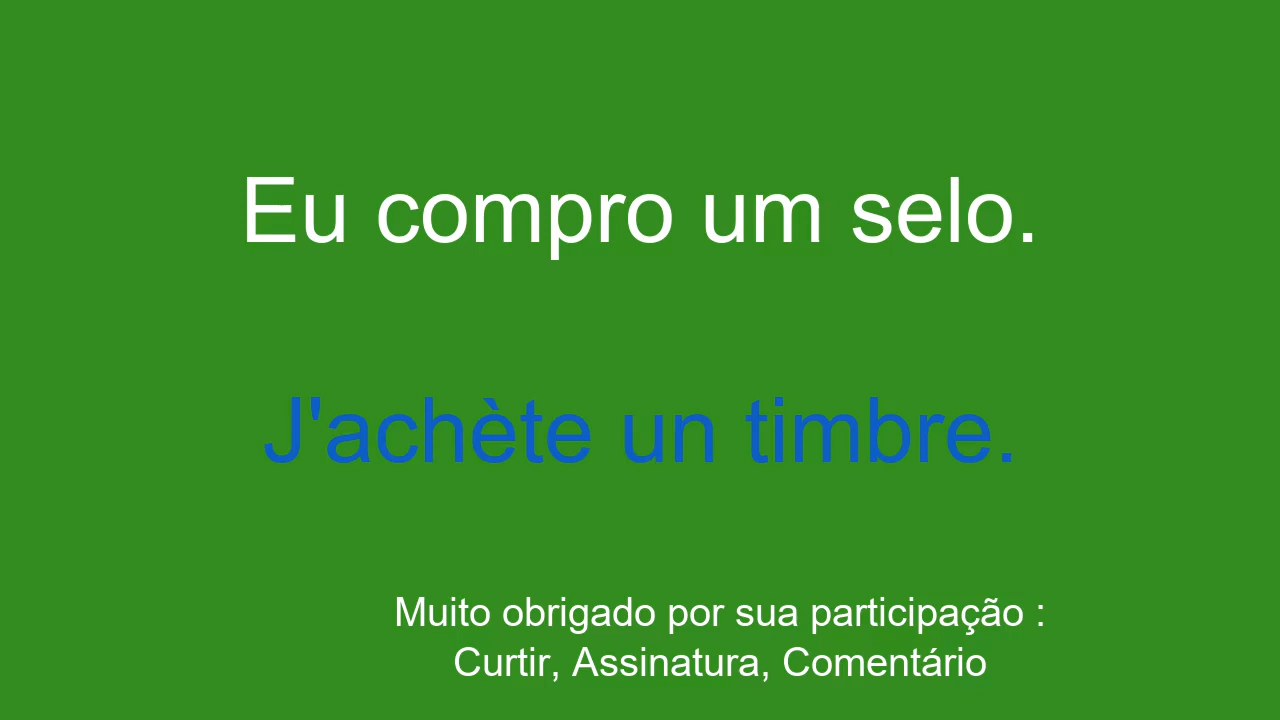 Eu compro um selo.
J'achète un timbre.
Muito obrigado por sua participação :
Curtir, Assinatura, Comentário